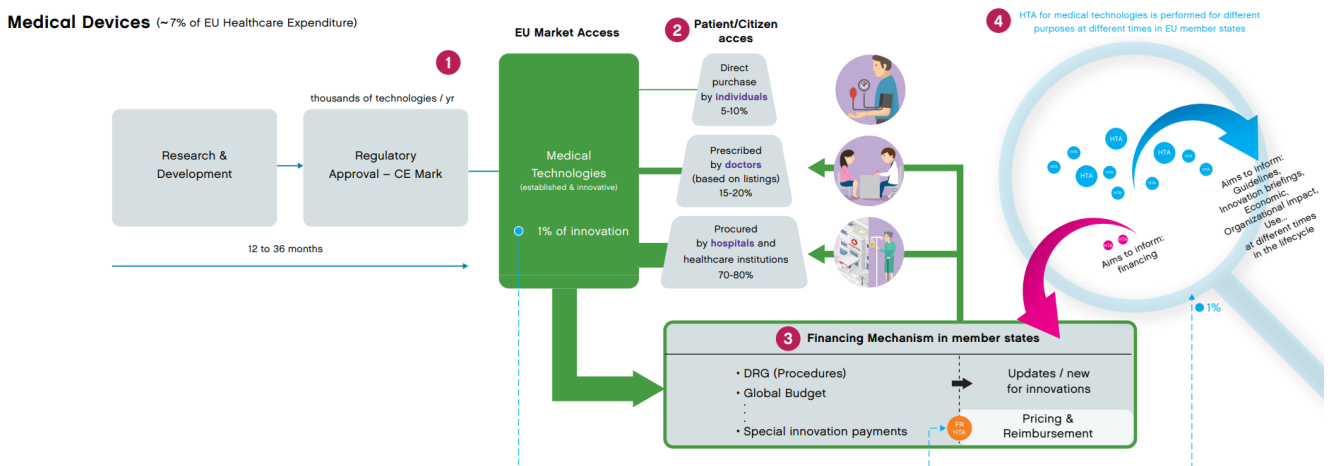 Medical Devices (~7% of EU Healthcare Expenditure)
1
thousands of technologies / yr
Research &
Development
Regulatory
Approval – CE Mark
12 to 36 months
EU Market Access
Medical
Technologies
(established & innovative)
1% of innovation
2
Patient/Citizen
acces
Direct
purchase
by individuals
5-10%
Prescribed
by doctors
(based on listings)
15-20%
Procured
by hospitals and
healthcare institutions
70-80%
3
Financing Mechanism in member states
• DRG (Procedures)
• Global Budget
• Special innovation payments
Updates / new
for innovations
FR
HTA
Pricing &
Reimbursement
4
HTA for medical technologies is performed for different
purposes at different times in EU member states
HTA
HTA
HTA
HTA
HTA
HTA
HTA
HTA
HTA
HTA
Aims to inform:
Guidelines,
Innovation briefings,
Economic,
Organizational impact,
Use...
at different times
in the lifecycle
HTA
HTA
Aims to inform:
financing
1%